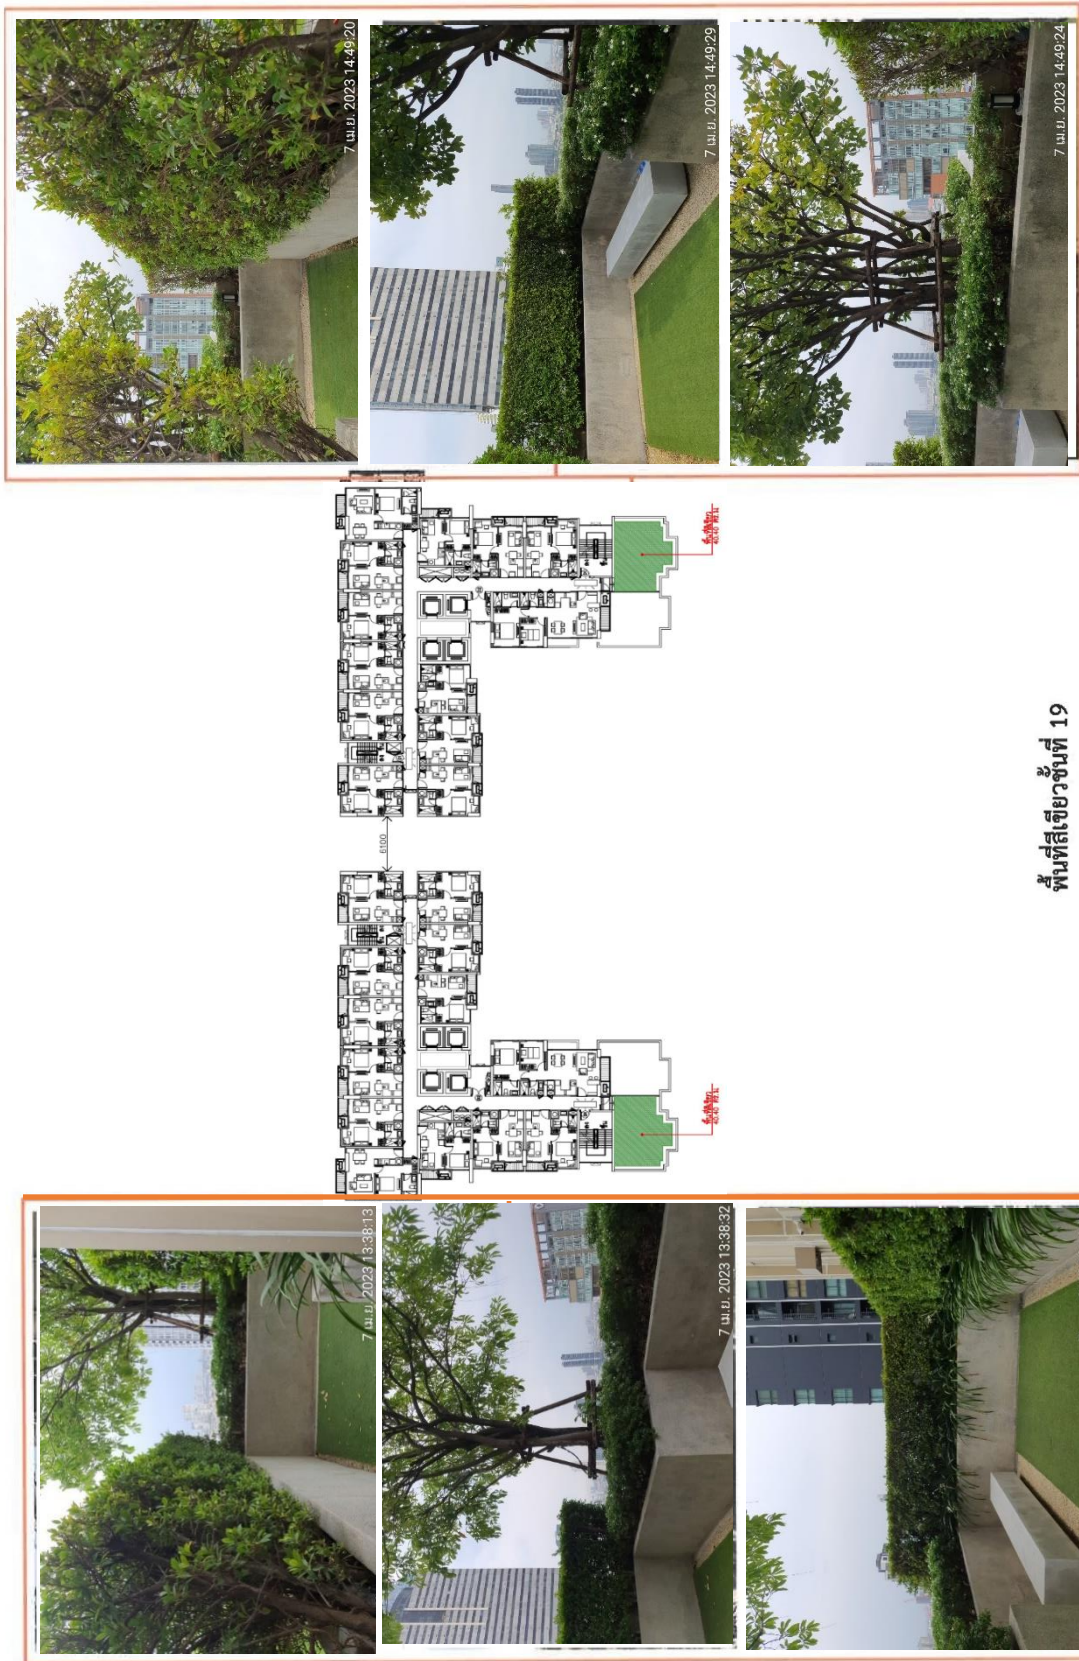 7 เม.ย. 2023 14:49:20
7 เม.ย. 2023 14:49:29
7 เม.ย. 2023 14:49:24
6100
พื้นที่สีเขียวชั้นที่ 19
7 เม.ย. 2023 13:38:13
7 เม.ย. 2023 13:38:32